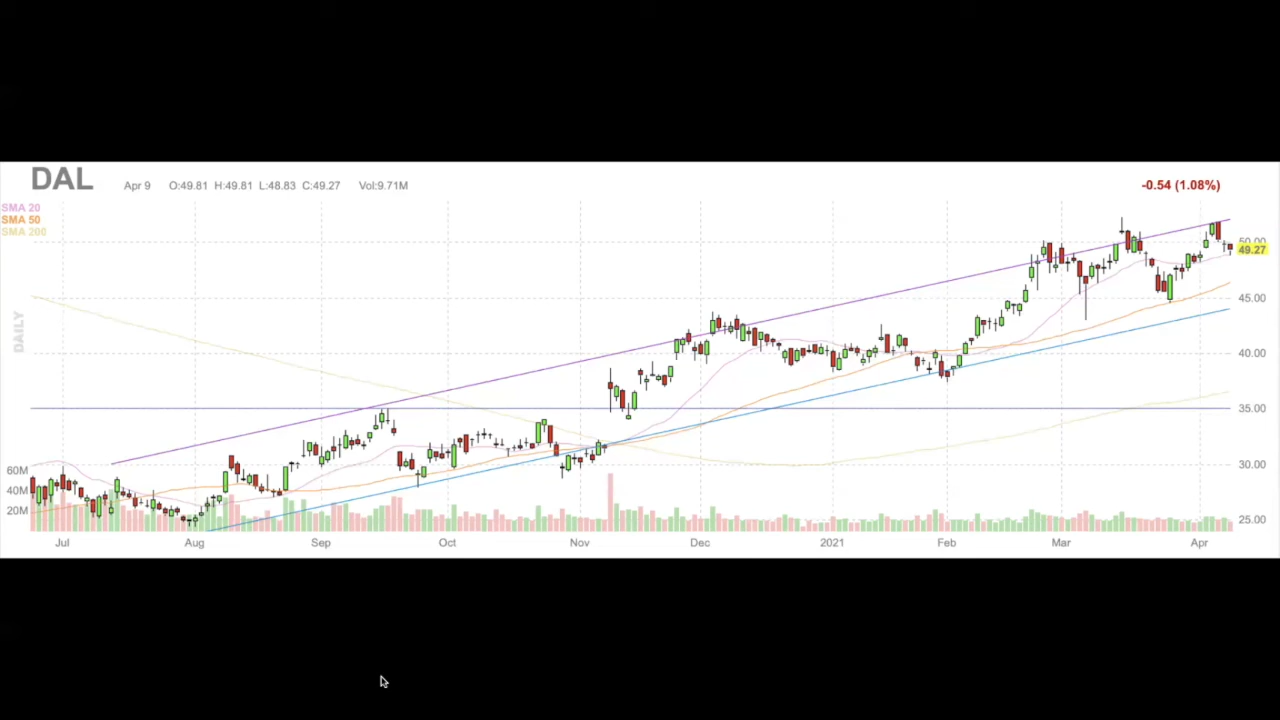 DAL Apr 9 O:49.81 H:49.81 L:48.83 C:49.27 Vol:9.71M -0.54 (1.08%)
SMA 20
SMA 50
SMA 200
DAILY
50.00
49.27
45.00
40.00
35.00
30.00
25.00
60M
40M
20M
Jul Aug Sep Oct Nov Dec 2021 Feb Mar Apr